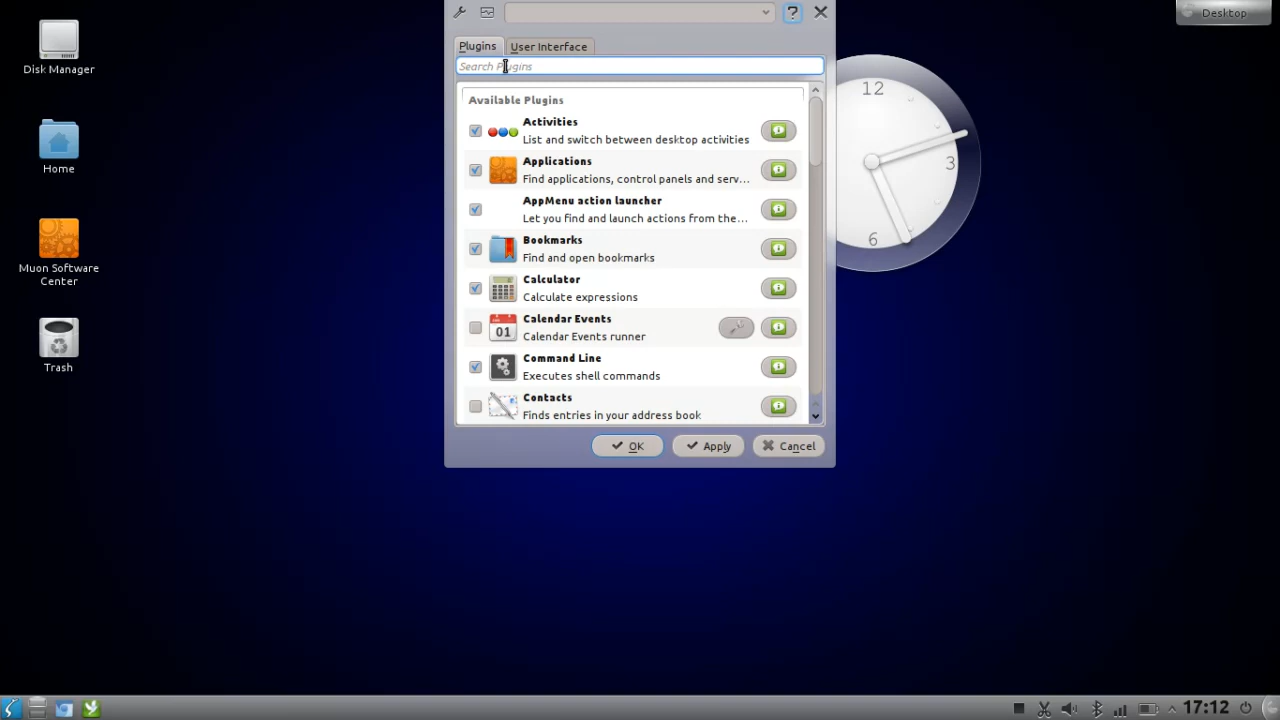 Desktop
Disk Manager
Home
Muon Software
Center
Trash
?
Plugins
User Interface
Search Plugins
Available Plugins
Activities
List and switch between desktop activities
Applications
Find applications, control panels and serv...
AppMenu action launcher
Let you find and launch actions from the...
Bookmarks
Find and open bookmarks
Calculator
Calculate expressions
01
Calendar Events
Calendar Events runner
Command Line
Executes shell commands
Contacts
Finds entries in your address book
OK
Apply
Cancel
12
3
6
17:12